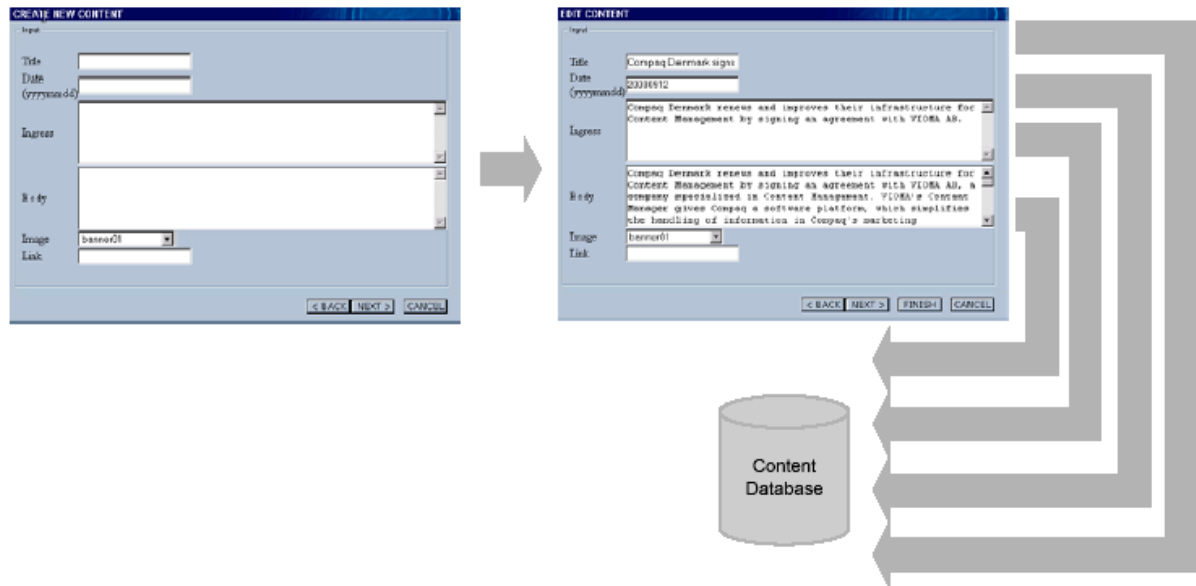 CREATE NEW CONTENT
Input
Title
Date
(yyyymmdd)
Ingress
Body
Image
banner01
Link
< BACK NEXT > CANCEL
EDIT CONTENT
Input
Title
Compaq Denmark signs
Date
(yyyymmdd)
20000912
Ingress
Compaq Denmark renews and improves their infrastructure for
Content Management by signing an agreement with VIOMA AB.
Body
Compaq Denmark renews and improves their infrastructure for
Content Management by signing an agreement with VIOMA AB, a
company specialized in Content Management. VIOMA's Content
Manager gives Compaq a software platform, which simplifies
the handling of information in Compaq's marketing
Image
banner01
Link
< BACK NEXT > FINISH CANCEL
Content
Database